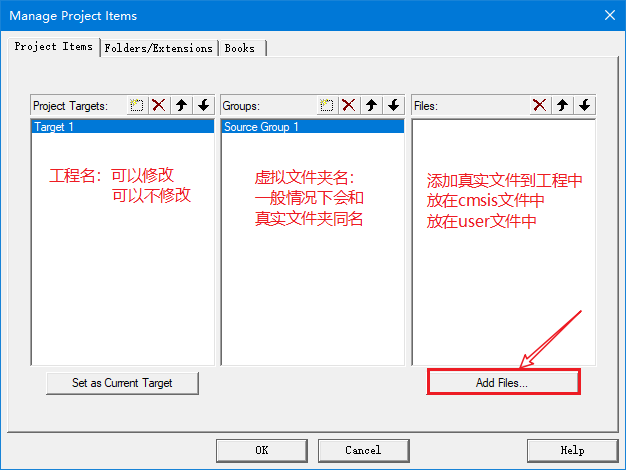 Manage Project Items
Project Items
Folders/Extensions
Books
Project Targets:
Groups:
Files:
Target 1
Source Group 1
工程名：可以修改
可以不修改
虚拟文件夹名：
一般情况下会和
真实文件夹同名
添加真实文件到工程中
放在cmsis文件中
放在user文件中
Set as Current Target
Add Files...
OK
Cancel
Help